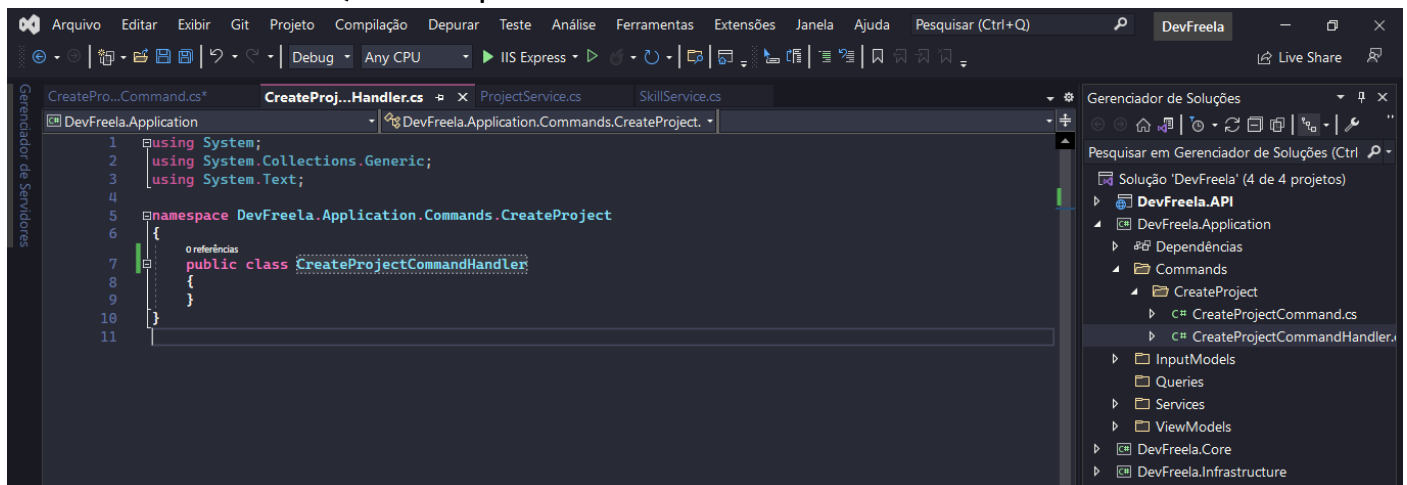 Arquivo Editar Exibir Git Projeto Compilação Depurar Teste Análise Ferramentas Extensões Janela Ajuda Pesquisar (Ctrl+Q) DevFreela
Debug Any CPU IIS Express Live Share
Gerenciador de Servidores
CreatePro...Command.cs* CreateProj...Handler.cs ProjectService.cs SkillService.cs
DevFreela.Application DevFreela.Application.Commands.CreateProject.
1 using System;
2 using System.Collections.Generic;
3 using System.Text;
4
5 namespace DevFreela.Application.Commands.CreateProject
6 {
0 referências
7 public class CreateProjectCommandHandler
8 {
9 }
10 }
11
Gerenciador de Soluções
Pesquisar em Gerenciador de Soluções (Ctrl
Solução 'DevFreela' (4 de 4 projetos)
DevFreela.API
C# DevFreela.Application
Dependências
Commands
CreateProject
C# CreateProjectCommand.cs
C# CreateProjectCommandHandler.
InputModels
Queries
Services
ViewModels
C# DevFreela.Core
C# DevFreela.Infrastructure